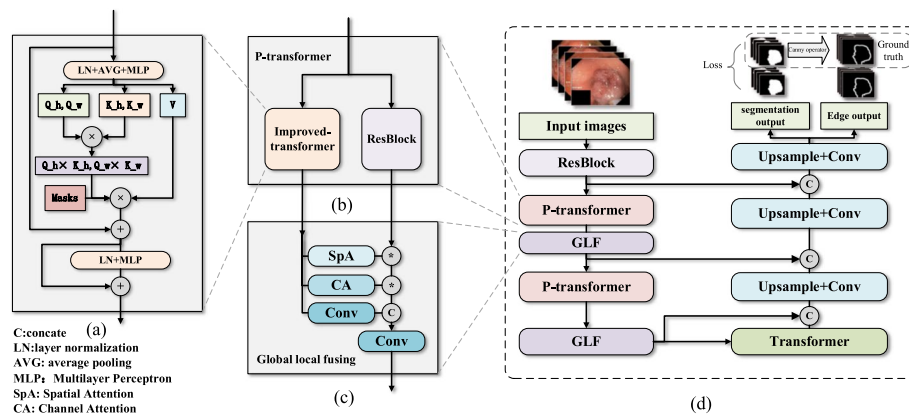 LN+AVG+MLP
Q_h,Q_w
K_h,K_w
V
×
Q_h× K_h,Q_w× K_w
Masks
×
+
LN+MLP
+
(a)
C:concate
LN:layer normalization
AVG: average pooling
MLP: Multilayer Perceptron
SpA: Spatial Attention
CA: Channel Attention
P-transformer
Improved-
transformer
ResBlock
(b)
SpA
*
CA
*
Conv
C
Conv
Global local fusing
(c)
Input images
ResBlock
P-transformer
GLF
P-transformer
GLF
Loss
Canny operator
Ground
truth
segmentation
output
Edge output
Upsample+Conv
C
Upsample+Conv
C
Upsample+Conv
C
Transformer
(d)